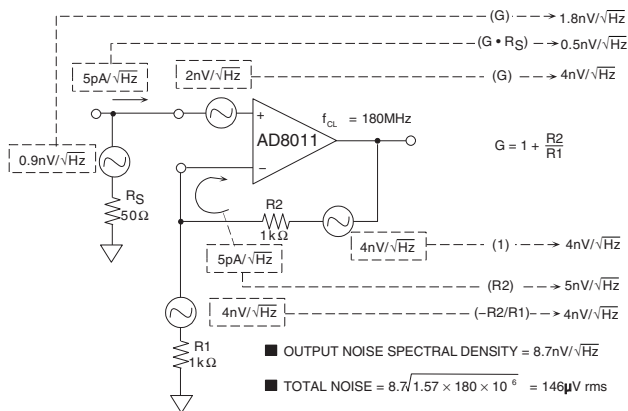 (G) 1.8nV/√Hz
(G • RS) 0.5nV/√Hz
5pA/√Hz
2nV/√Hz (G) 4nV/√Hz
+
fCL = 180MHz
AD8011
G = 1 + R2/R1
0.9nV/√Hz
–
RS
50Ω
R2
1kΩ
4nV/√Hz (1) 4nV/√Hz
5pA/√Hz
(R2) 5nV/√Hz
4nV/√Hz (–R2/R1) 4nV/√Hz
R1
1kΩ
■ OUTPUT NOISE SPECTRAL DENSITY = 8.7nV/√Hz
■ TOTAL NOISE = 8.7√1.57 × 180 × 10⁶ = 146µV rms